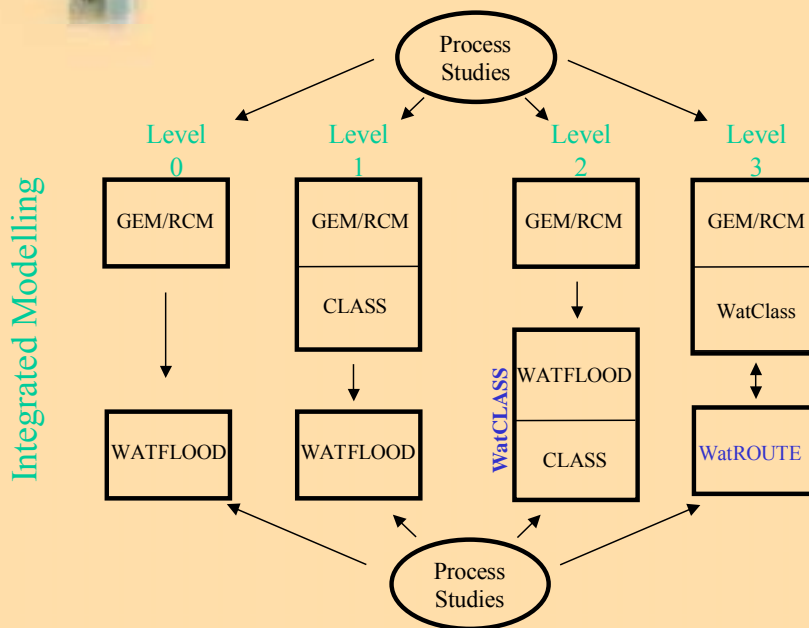 Process
Studies
Integrated Modelling
Level
0
Level
1
Level
2
Level
3
GEM/RCM
WATFLOOD
GEM/RCM
CLASS
WATFLOOD
GEM/RCM
WatCLASS
WATFLOOD
CLASS
GEM/RCM
WatClass
WatROUTE
Process
Studies